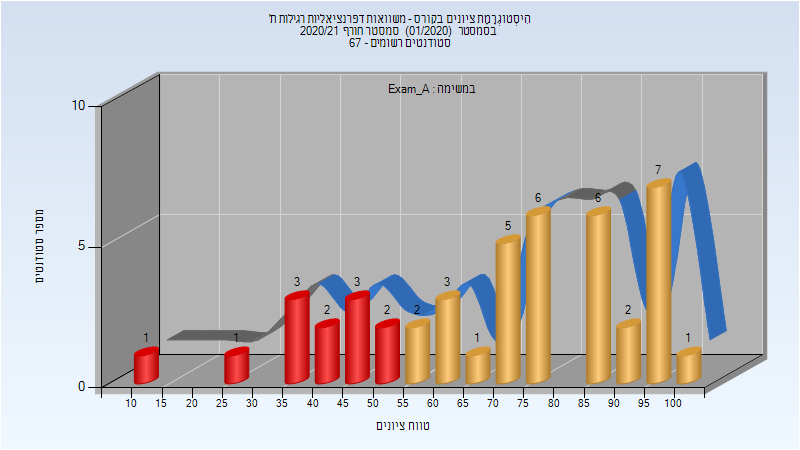 היסטוגרמת ציונים בקורס - משוואות דפרנציאליות רגילות ח'
בסמסטר (01/2020) סמסטר חורף 2020/21
סטודנטים רשומים - 67
במשימה : Exam_A
מספר סטודנטים
10
5
0
1 1 3 2 3 2 2 3 1 5 6 6 2 7 1
10 15 20 25 30 35 40 45 50 55 60 65 70 75 80 85 90 95 100
טווח ציונים